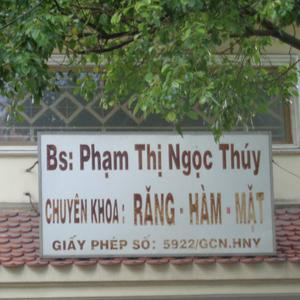 Bs: Phạm Thị Ngọc Thúy
CHUYÊN KHOA: RĂNG - HÀM - MẶT
GIẤY PHÉP SỐ: 5922/GCN.HNY